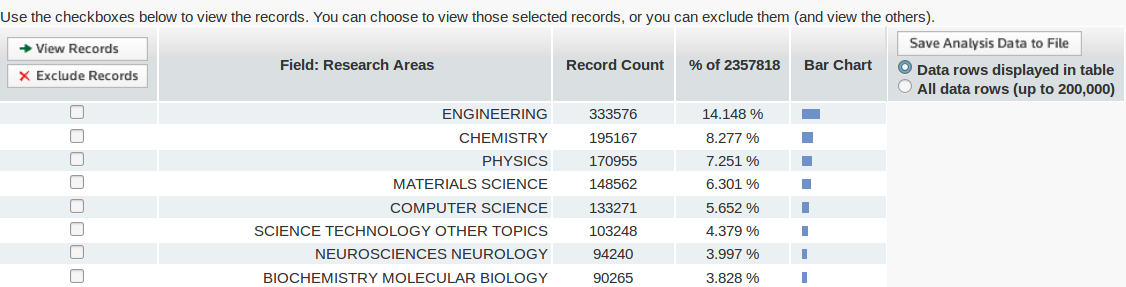 Use the checkboxes below to view the records. You can choose to view those selected records, or you can exclude them (and view the others).
View Records
Exclude Records
Field: Research Areas
Record Count
% of 2357818
Bar Chart
Save Analysis Data to File
Data rows displayed in table
All data rows (up to 200,000)
ENGINEERING 333576 14.148 %
CHEMISTRY 195167 8.277 %
PHYSICS 170955 7.251 %
MATERIALS SCIENCE 148562 6.301 %
COMPUTER SCIENCE 133271 5.652 %
SCIENCE TECHNOLOGY OTHER TOPICS 103248 4.379 %
NEUROSCIENCES NEUROLOGY 94240 3.997 %
BIOCHEMISTRY MOLECULAR BIOLOGY 90265 3.828 %